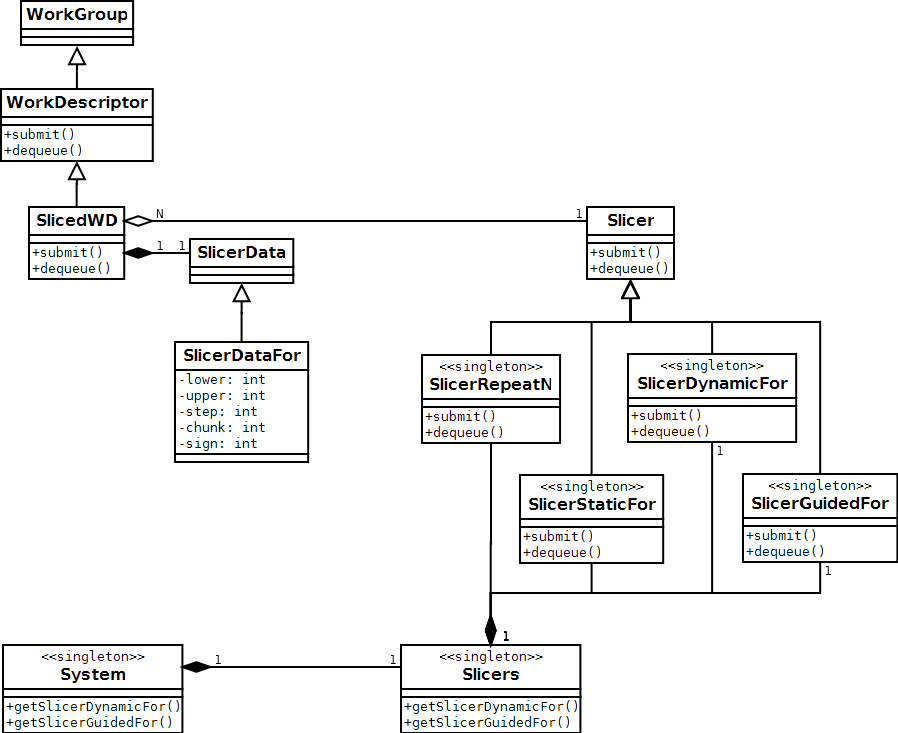 WorkGroup
WorkDescriptor
+submit()
+dequeue()
SlicedWD
+submit()
+dequeue()
N
1
Slicer
+submit()
+dequeue()
1
1
SlicerData
SlicerDataFor
-lower: int
-upper: int
-step: int
-chunk: int
-sign: int
<<singleton>>
SlicerRepeatN
+submit()
+dequeue()
<<singleton>>
SlicerDynamicFor
+submit()
+dequeue()
1
<<singleton>>
SlicerStaticFor
+submit()
+dequeue()
<<singleton>>
SlicerGuidedFor
+submit()
+dequeue()
1
1
<<singleton>>
System
+getSlicerDynamicFor()
+getSlicerGuidedFor()
1
1
<<singleton>>
Slicers
+getSlicerDynamicFor()
+getSlicerGuidedFor()